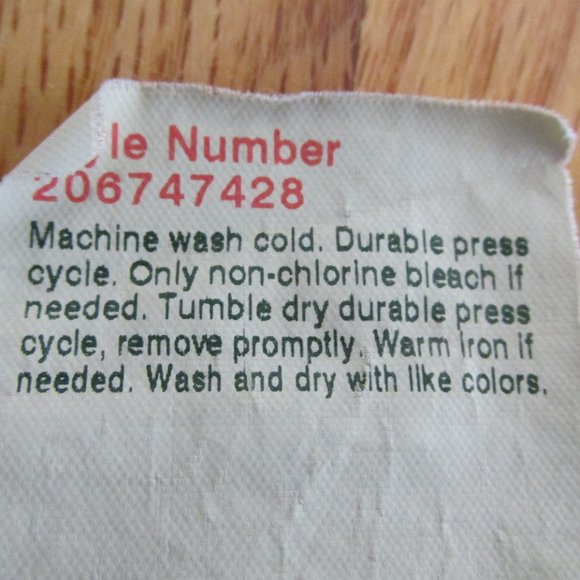 yle Number
206747428
Machine wash cold. Durable press
cycle. Only non-chlorine bleach if
needed. Tumble dry durable press
cycle, remove promptly. Warm iron if
needed. Wash and dry with like colors.